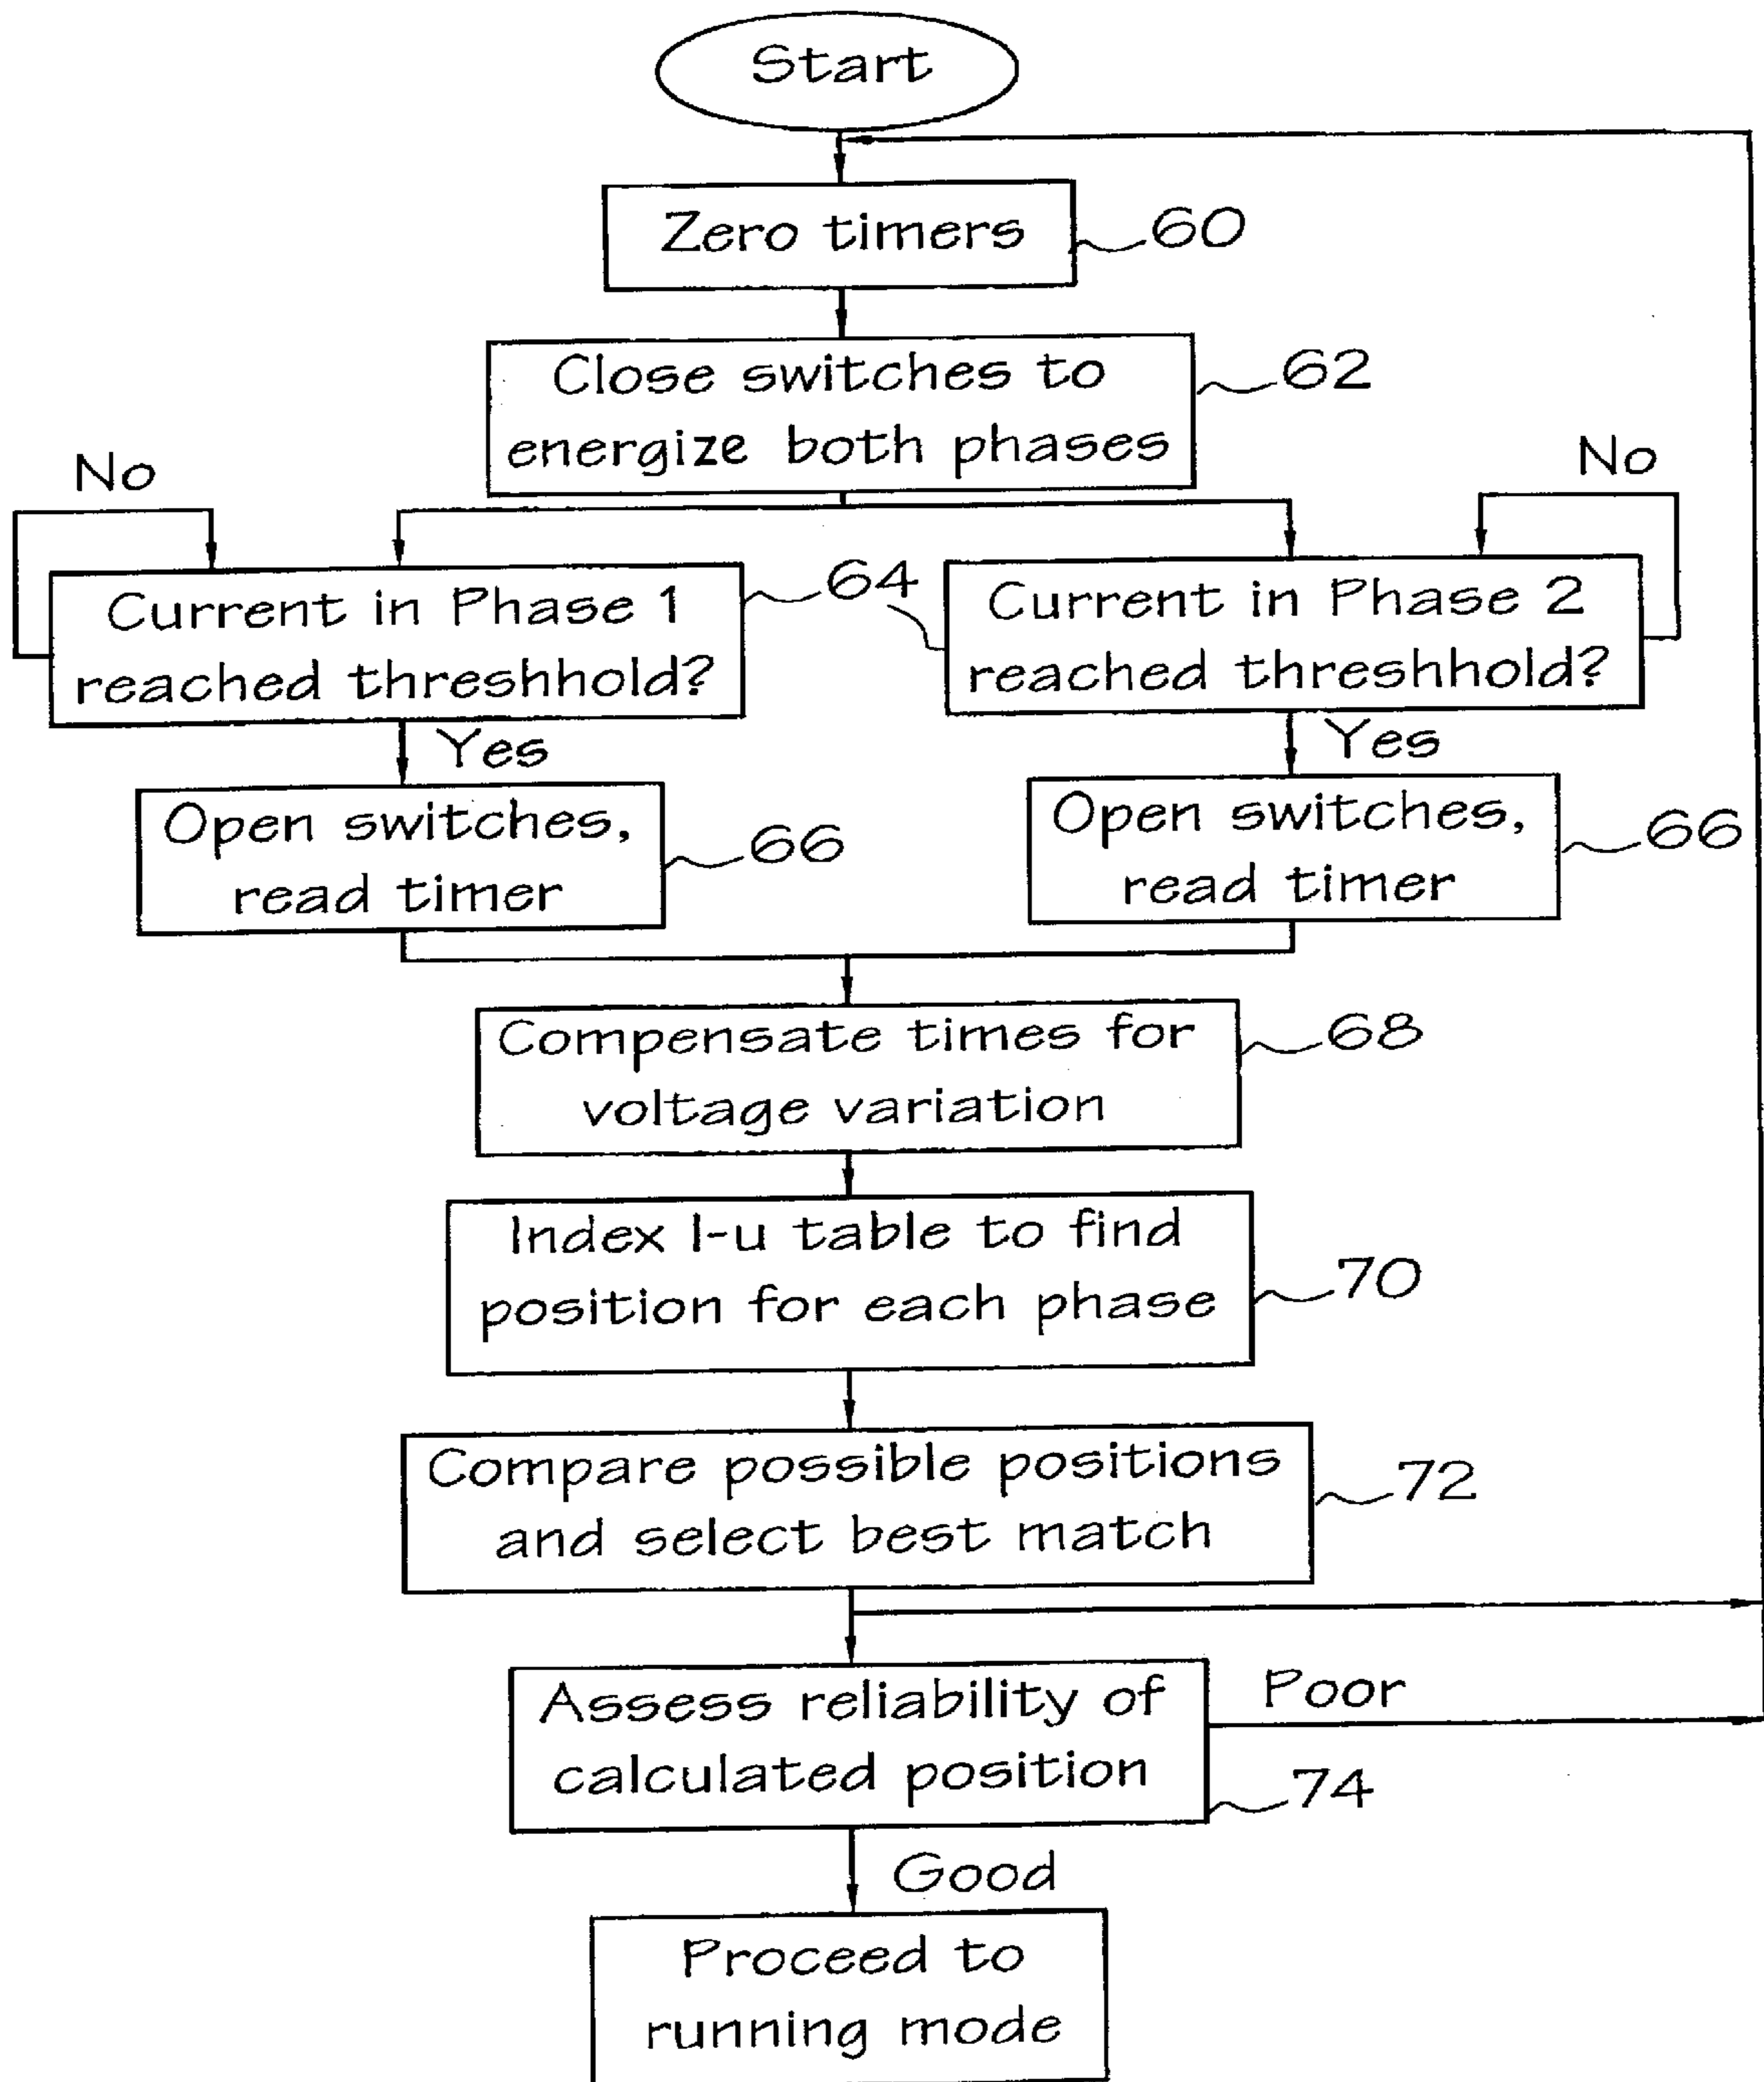 Start
Zero timers
60
Close switches to
energize both phases
62
No
No
Current in Phase 1
reached threshhold?
64
Current in Phase 2
reached threshhold?
Yes
Yes
Open switches,
read timer
66
Open switches,
read timer
66
Compensate times for
voltage variation
68
Index l-u table to find
position for each phase
70
Compare possible positions
and select best match
72
Assess reliability of
calculated position
Poor
74
Good
Proceed to
running mode